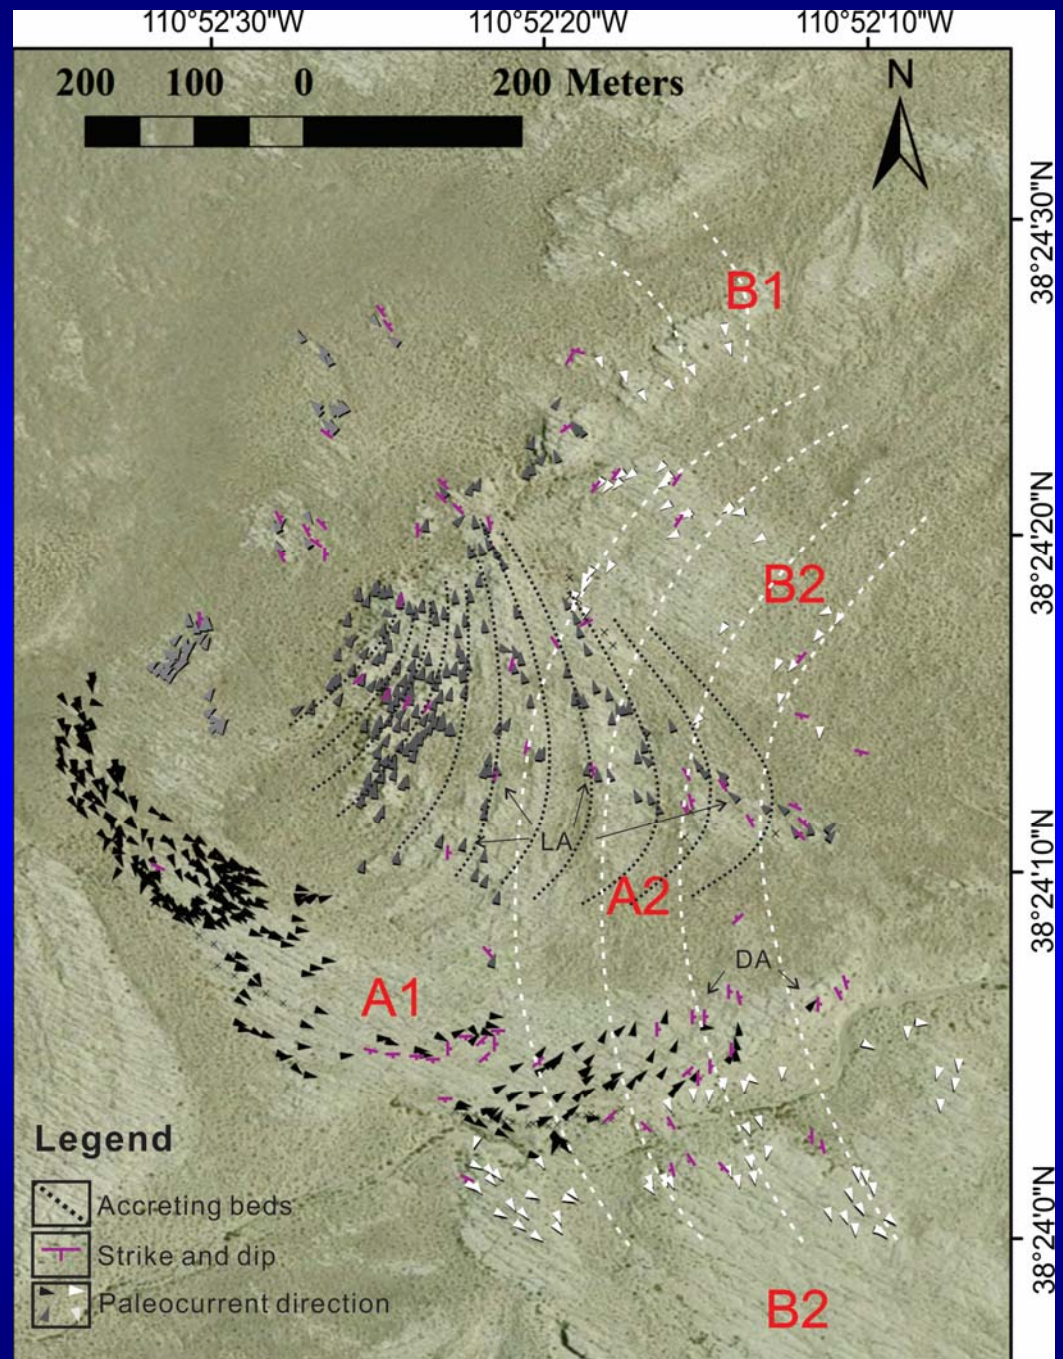 110°52'30"W 110°52'20"W 110°52'10"W
200 100 0 200 Meters
N
38°24'30"N
B1
38°24'20"N
B2
LA
38°24'10"N
A2
DA
A1
Legend
Accreting beds
38°24'0"N
Strike and dip
Paleocurrent direction
B2